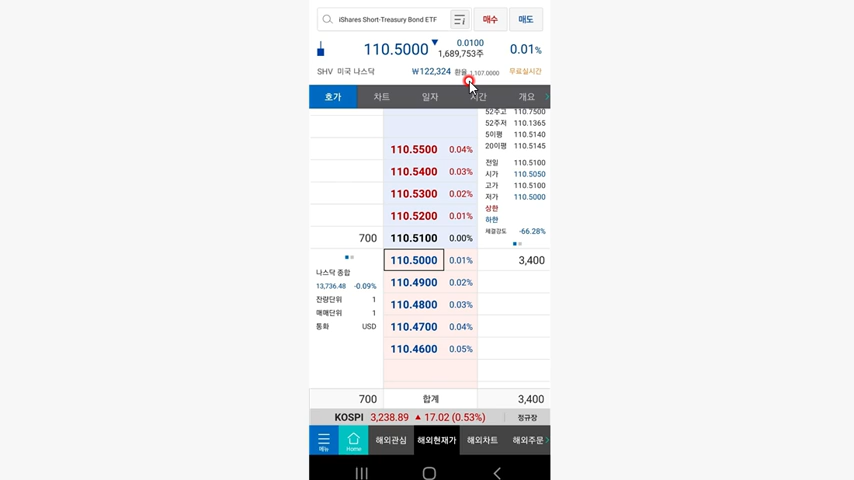 iShares Short-Treasury Bond ETF 매수 매도
110.5000 ▼ 0.0100 0.01%
1,689,753주
SHV 미국 나스닥 ₩122,324 환율 1,107.0000 무료실시간
호가 차트 일자 시간 개요
52주고 110.7500
52주저 110.1365
5이평 110.5140
20이평 110.5145
전일 110.5100
시가 110.5050
고가 110.5100
저가 110.5000
상한
하한
체결강도 -66.28%
110.5500 0.04%
110.5400 0.03%
110.5300 0.02%
110.5200 0.01%
700 110.5100 0.00%
110.5000 0.01% 3,400
110.4900 0.02%
110.4800 0.03%
110.4700 0.04%
110.4600 0.05%
나스닥 종합
13,736.48 -0.09%
잔량단위 1
매매단위 1
통화 USD
700 합계 3,400
KOSPI 3,238.89 ▲ 17.02 (0.53%) 정규장
메뉴 Home 해외관심 해외현재가 해외차트 해외주문